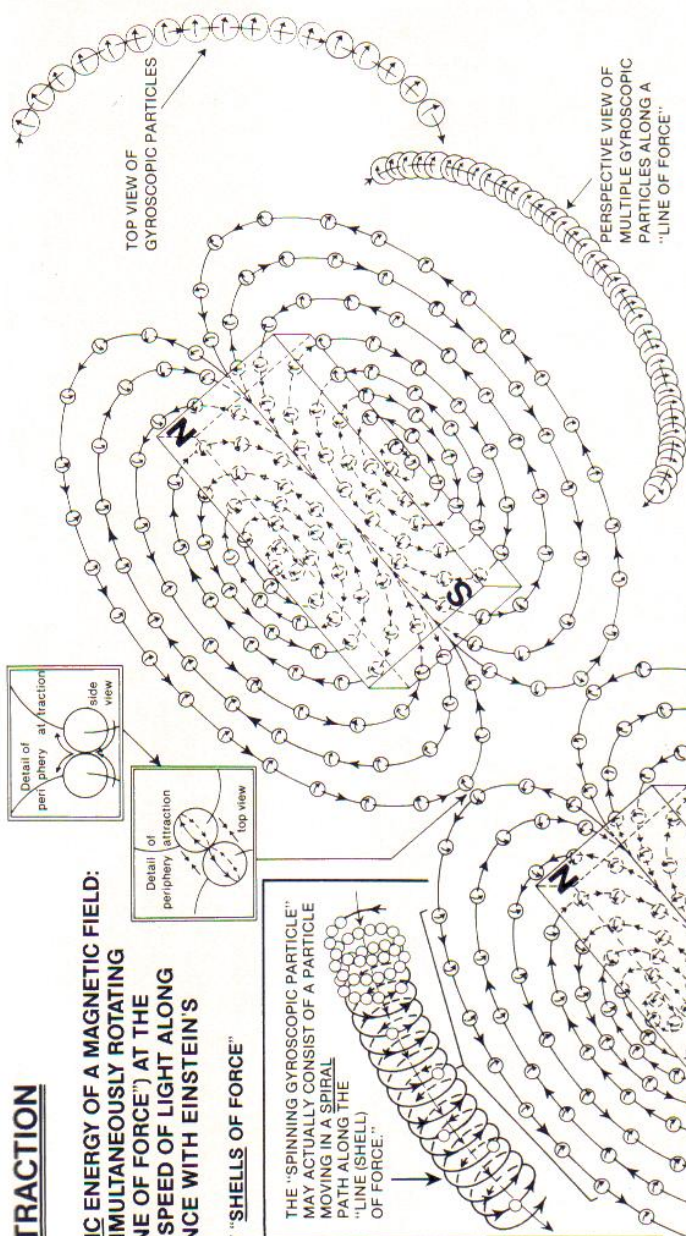 TRACTION
IC ENERGY OF A MAGNETIC FIELD:
IMULTANEOUSLY ROTATING
NE OF FORCE") AT THE
SPEED OF LIGHT ALONG
NCE WITH EINSTEIN'S
"SHELLS OF FORCE"
Detail of
periphery attraction
side
view
Detail of
periphery attraction
top view
THE "SPINNING GYROSCOPIC PARTICLE"
MAY ACTUALLY CONSIST OF A PARTICLE
MOVING IN A SPIRAL
PATH ALONG THE
"LINE (SHELL)
OF FORCE."
N
S
N
TOP VIEW OF
GYROSCOPIC PARTICLES
PERSPECTIVE VIEW OF
MULTIPLE GYROSCOPIC
PARTICLES ALONG A
"LINE OF FORCE"